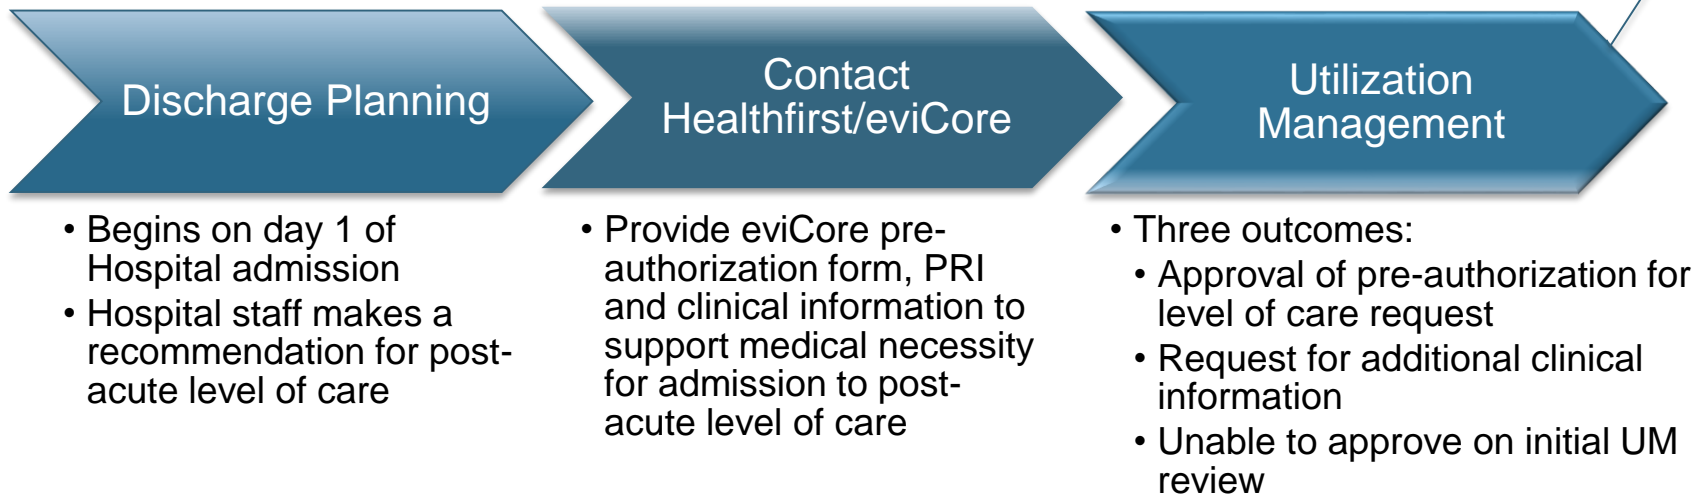 Discharge Planning
• Begins on day 1 of
Hospital admission
• Hospital staff makes a
recommendation for post-
acute level of care
Contact
Healthfirst/eviCore
• Provide eviCore pre-
authorization form, PRI
and clinical information to
support medical necessity
for admission to post-
acute level of care
Utilization
Management
• Three outcomes:
• Approval of pre-authorization for
level of care request
• Request for additional clinical
information
• Unable to approve on initial UM
review